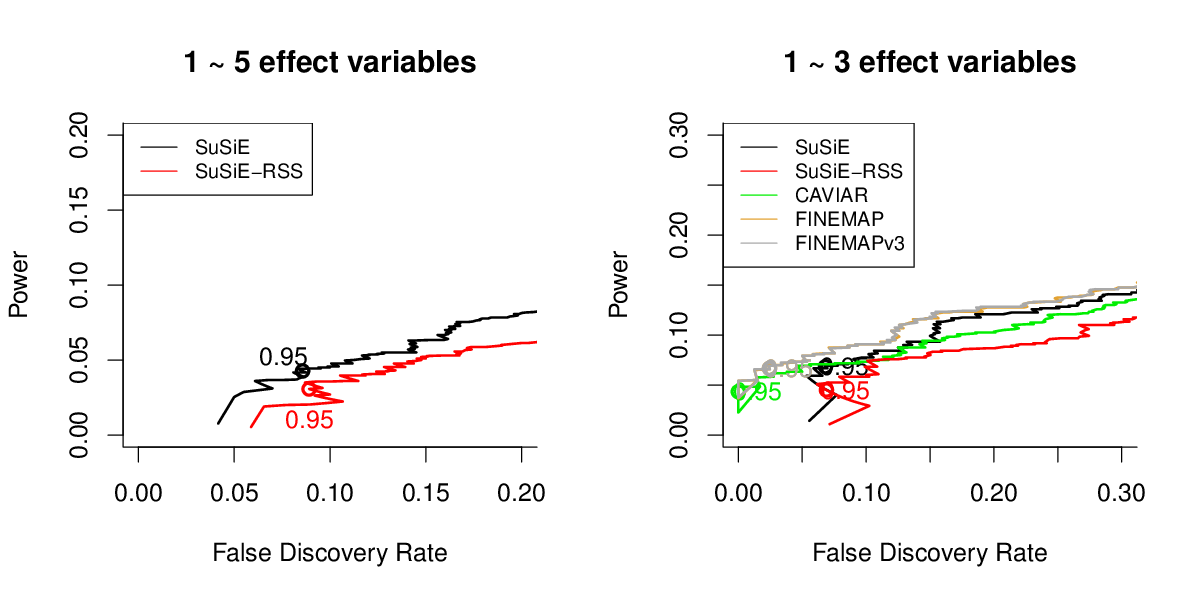 1 ~ 5 effect variables
SuSiE
SuSiE−RSS
0.95
0.95
Power
0.00
0.05
0.10
0.15
0.20
0.00
0.05
0.10
0.15
0.20
False Discovery Rate
1 ~ 3 effect variables
SuSiE
SuSiE−RSS
CAVIAR
FINEMAP
FINEMAPv3
0.95
0.95
0.95
0.95
Power
0.00
0.10
0.20
0.30
0.00
0.10
0.20
0.30
False Discovery Rate